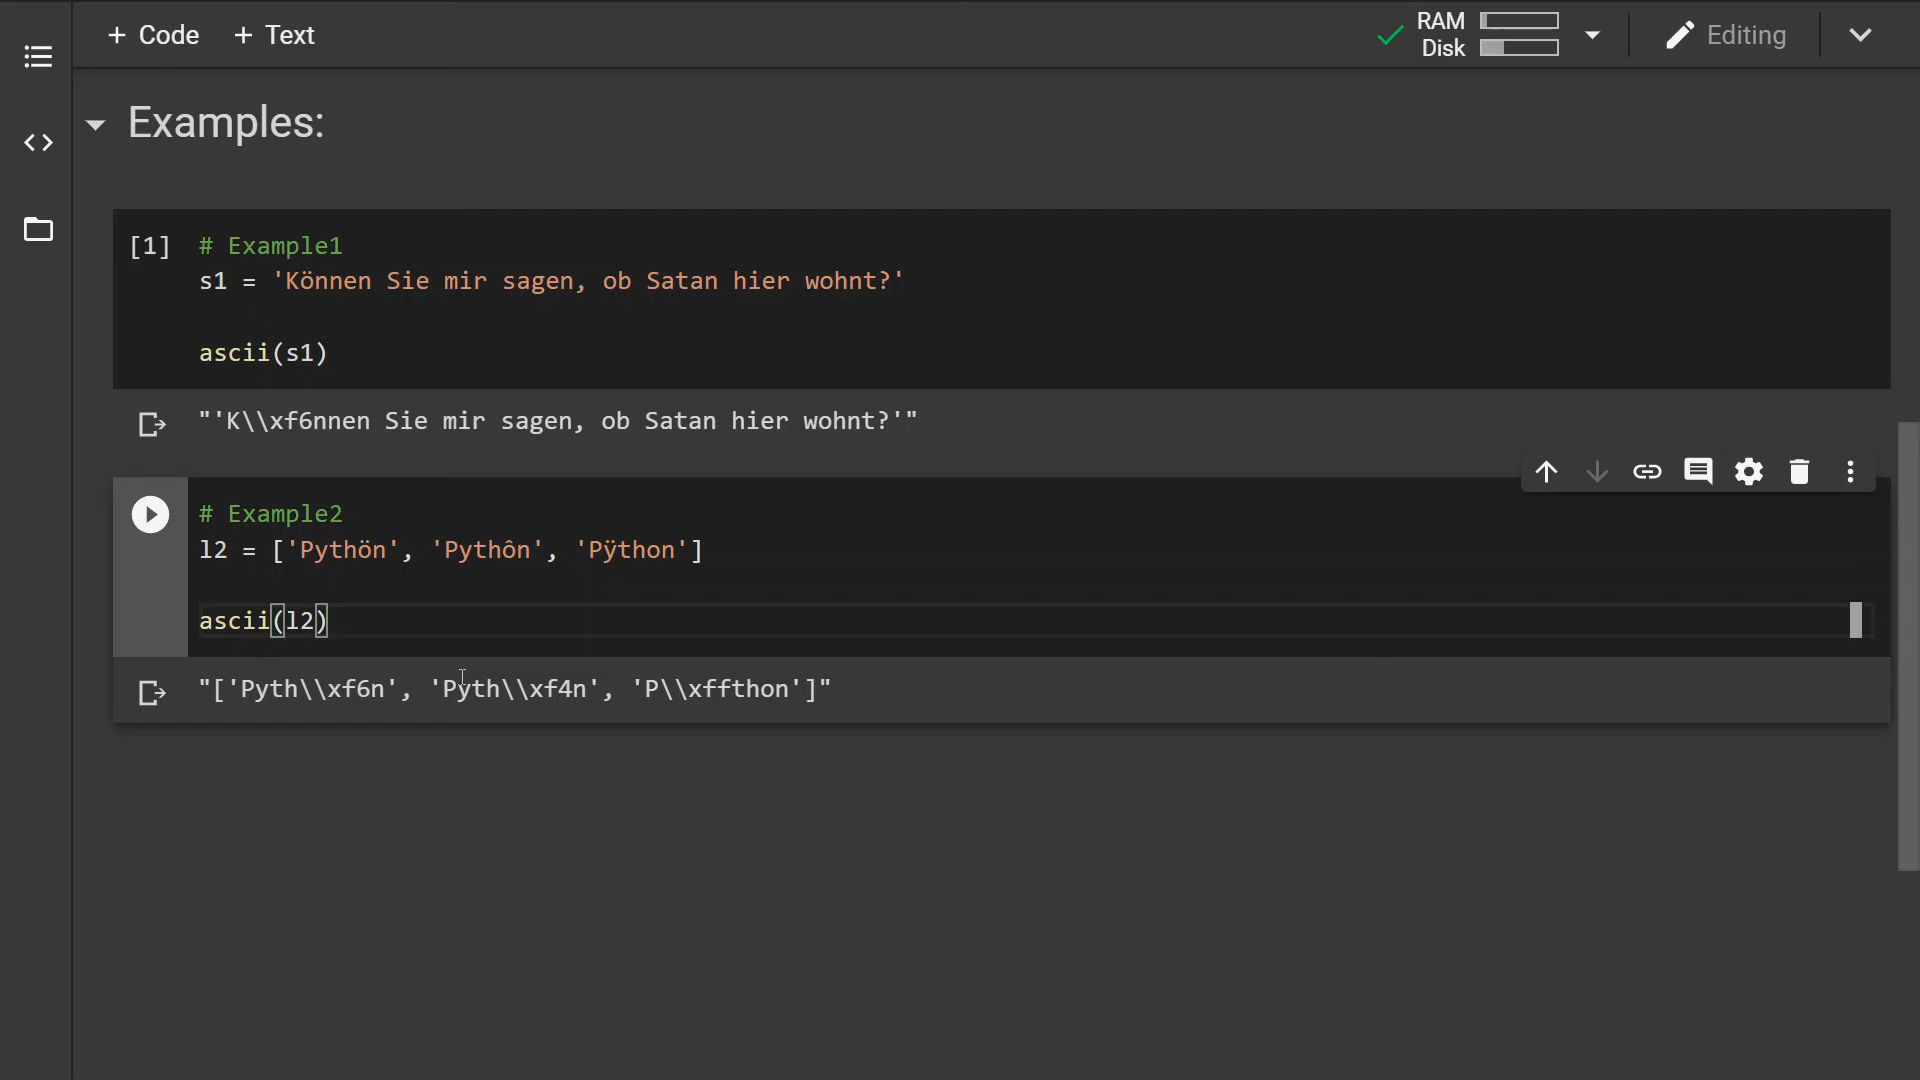 + Code + Text
RAM
Disk
Editing
Examples:
[1] # Example1
s1 = 'Können Sie mir sagen, ob Satan hier wohnt?'
ascii(s1)
"'K\\xf6nnen Sie mir sagen, ob Satan hier wohnt?'"
# Example2
l2 = ['Pythön', 'Pythôn', 'Pÿthon']
ascii(l2)
"['Pyth\\xf6n', 'Pyth\\xf4n', 'P\\xffthon']"